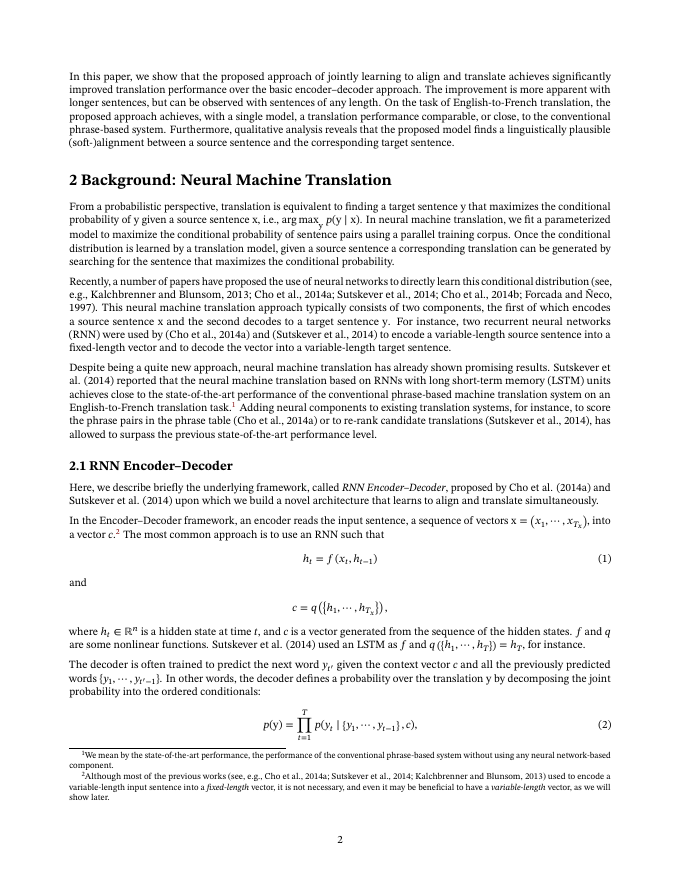 In this paper, we show that the proposed approach of jointly learning to align and translate achieves significantly
improved translation performance over the basic encoder–decoder approach. The improvement is more apparent with
longer sentences, but can be observed with sentences of any length. On the task of English-to-French translation, the
proposed approach achieves, with a single model, a translation performance comparable, or close, to the conventional
phrase-based system. Furthermore, qualitative analysis reveals that the proposed model finds a linguistically plausible
(soft-)alignment between a source sentence and the corresponding target sentence.
2 Background: Neural Machine Translation
From a probabilistic perspective, translation is equivalent to finding a target sentence y that maximizes the conditional
probability of y given a source sentence x, i.e., arg max_y p(y | x). In neural machine translation, we fit a parameterized
model to maximize the conditional probability of sentence pairs using a parallel training corpus. Once the conditional
distribution is learned by a translation model, given a source sentence a corresponding translation can be generated by
searching for the sentence that maximizes the conditional probability.
Recently, a number of papers have proposed the use of neural networks to directly learn this conditional distribution (see,
e.g., Kalchbrenner and Blunsom, 2013; Cho et al., 2014a; Sutskever et al., 2014; Cho et al., 2014b; Forcada and Ñeco,
1997). This neural machine translation approach typically consists of two components, the first of which encodes
a source sentence x and the second decodes to a target sentence y. For instance, two recurrent neural networks
(RNN) were used by (Cho et al., 2014a) and (Sutskever et al., 2014) to encode a variable-length source sentence into a
fixed-length vector and to decode the vector into a variable-length target sentence.
Despite being a quite new approach, neural machine translation has already shown promising results. Sutskever et
al. (2014) reported that the neural machine translation based on RNNs with long short-term memory (LSTM) units
achieves close to the state-of-the-art performance of the conventional phrase-based machine translation system on an
English-to-French translation task.¹ Adding neural components to existing translation systems, for instance, to score
the phrase pairs in the phrase table (Cho et al., 2014a) or to re-rank candidate translations (Sutskever et al., 2014), has
allowed to surpass the previous state-of-the-art performance level.
2.1 RNN Encoder–Decoder
Here, we describe briefly the underlying framework, called RNN Encoder–Decoder, proposed by Cho et al. (2014a) and
Sutskever et al. (2014) upon which we build a novel architecture that learns to align and translate simultaneously.
In the Encoder–Decoder framework, an encoder reads the input sentence, a sequence of vectors x = (x_1, ⋯ , x_{T_x}), into
a vector c.² The most common approach is to use an RNN such that
h_t = f (x_t, h_{t−1}) (1)
and
c = q ({h_1, ⋯ , h_{T_x}}) ,
where h_t ∈ ℝ^n is a hidden state at time t, and c is a vector generated from the sequence of the hidden states. f and q
are some nonlinear functions. Sutskever et al. (2014) used an LSTM as f and q ({h_1, ⋯ , h_T}) = h_T, for instance.
The decoder is often trained to predict the next word y_{t′} given the context vector c and all the previously predicted
words {y_1, ⋯ , y_{t′−1}}. In other words, the decoder defines a probability over the translation y by decomposing the joint
probability into the ordered conditionals:
p(y) = ∏_{t=1}^{T} p(y_t | {y_1, ⋯ , y_{t−1}} , c), (2)
¹We mean by the state-of-the-art performance, the performance of the conventional phrase-based system without using any neural network-based
component.
²Although most of the previous works (see, e.g., Cho et al., 2014a; Sutskever et al., 2014; Kalchbrenner and Blunsom, 2013) used to encode a
variable-length input sentence into a fixed-length vector, it is not necessary, and even it may be beneficial to have a variable-length vector, as we will
show later.
2